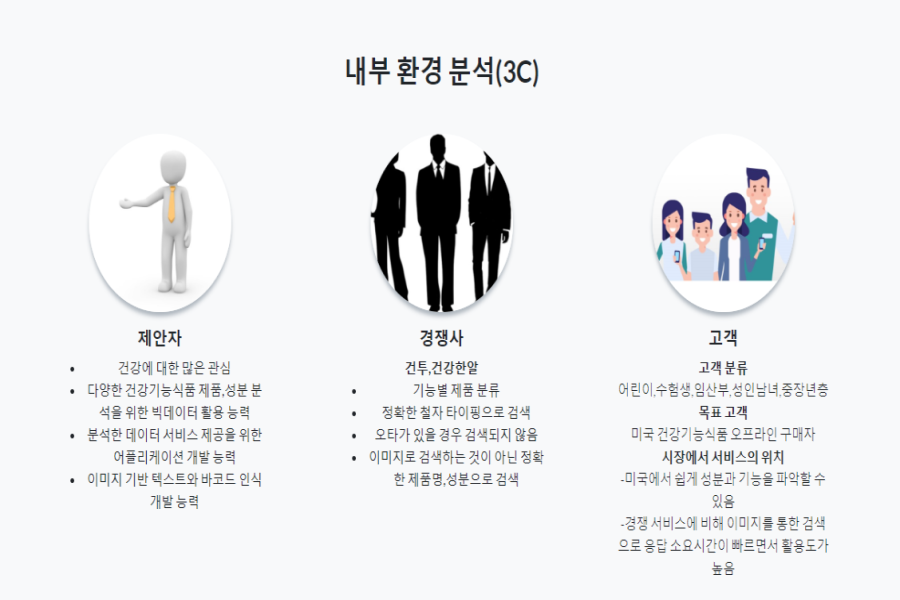 내부 환경 분석(3C)
제안자
• 건강에 대한 많은 관심
• 다양한 건강기능식품 제품,성분 분
석을 위한 빅데이터 활용 능력
• 분석한 데이터 서비스 제공을 위한
어플리케이션 개발 능력
• 이미지 기반 텍스트와 바코드 인식
개발 능력
경쟁사
건투,건강한알
• 기능별 제품 분류
• 정확한 철자 타이핑으로 검색
• 오타가 있을 경우 검색되지 않음
• 이미지로 검색하는 것이 아닌 정확
한 제품명,성분으로 검색
고객
고객 분류
어린이,수험생,임산부,성인남녀,중장년층
목표 고객
미국 건강기능식품 오프라인 구매자
시장에서 서비스의 위치
-미국에서 쉽게 성분과 기능을 파악할 수
있음
-경쟁 서비스에 비해 이미지를 통한 검색
으로 응답 소요시간이 빠르면서 활용도가
높음